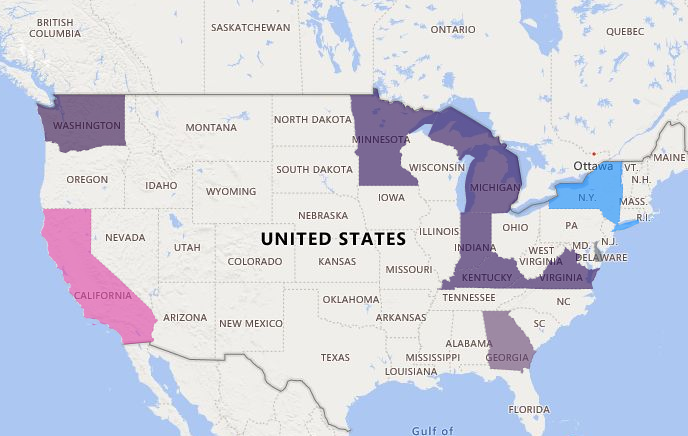 BRITISH
COLUMBIA
SASKATCHEWAN
ONTARIO
QUEBEC
WASHINGTON
MONTANA
NORTH DAKOTA
MINNESOTA
Ottawa
MAINE
VT.
N.H.
OREGON
IDAHO
WYOMING
SOUTH DAKOTA
WISCONSIN
MICHIGAN
N.Y.
MASS.
R.I.
IOWA
NEBRASKA
NEVADA
UTAH
COLORADO
UNITED STATES
KANSAS
MISSOURI
ILLINOIS
INDIANA
OHIO
PA
N.J.
MD.
DELAWARE
WEST
VIRGINIA
KENTUCKY
VIRGINIA
CALIFORNIA
ARIZONA
NEW MEXICO
OKLAHOMA
ARKANSAS
TENNESSEE
NC
SC
TEXAS
MISSISSIPPI
ALABAMA
GEORGIA
LOUISIANA
FLORIDA
Gulf of